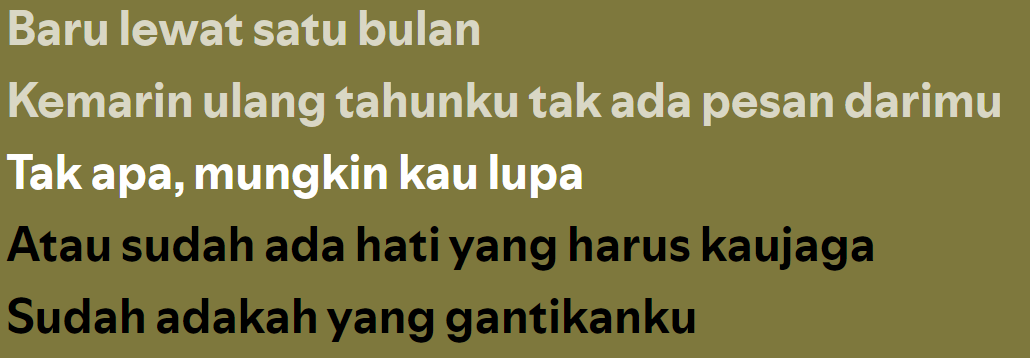 Baru lewat satu bulan
Kemarin ulang tahunku tak ada pesan darimu
Tak apa, mungkin kau lupa
Atau sudah ada hati yang harus kaujaga
Sudah adakah yang gantikanku